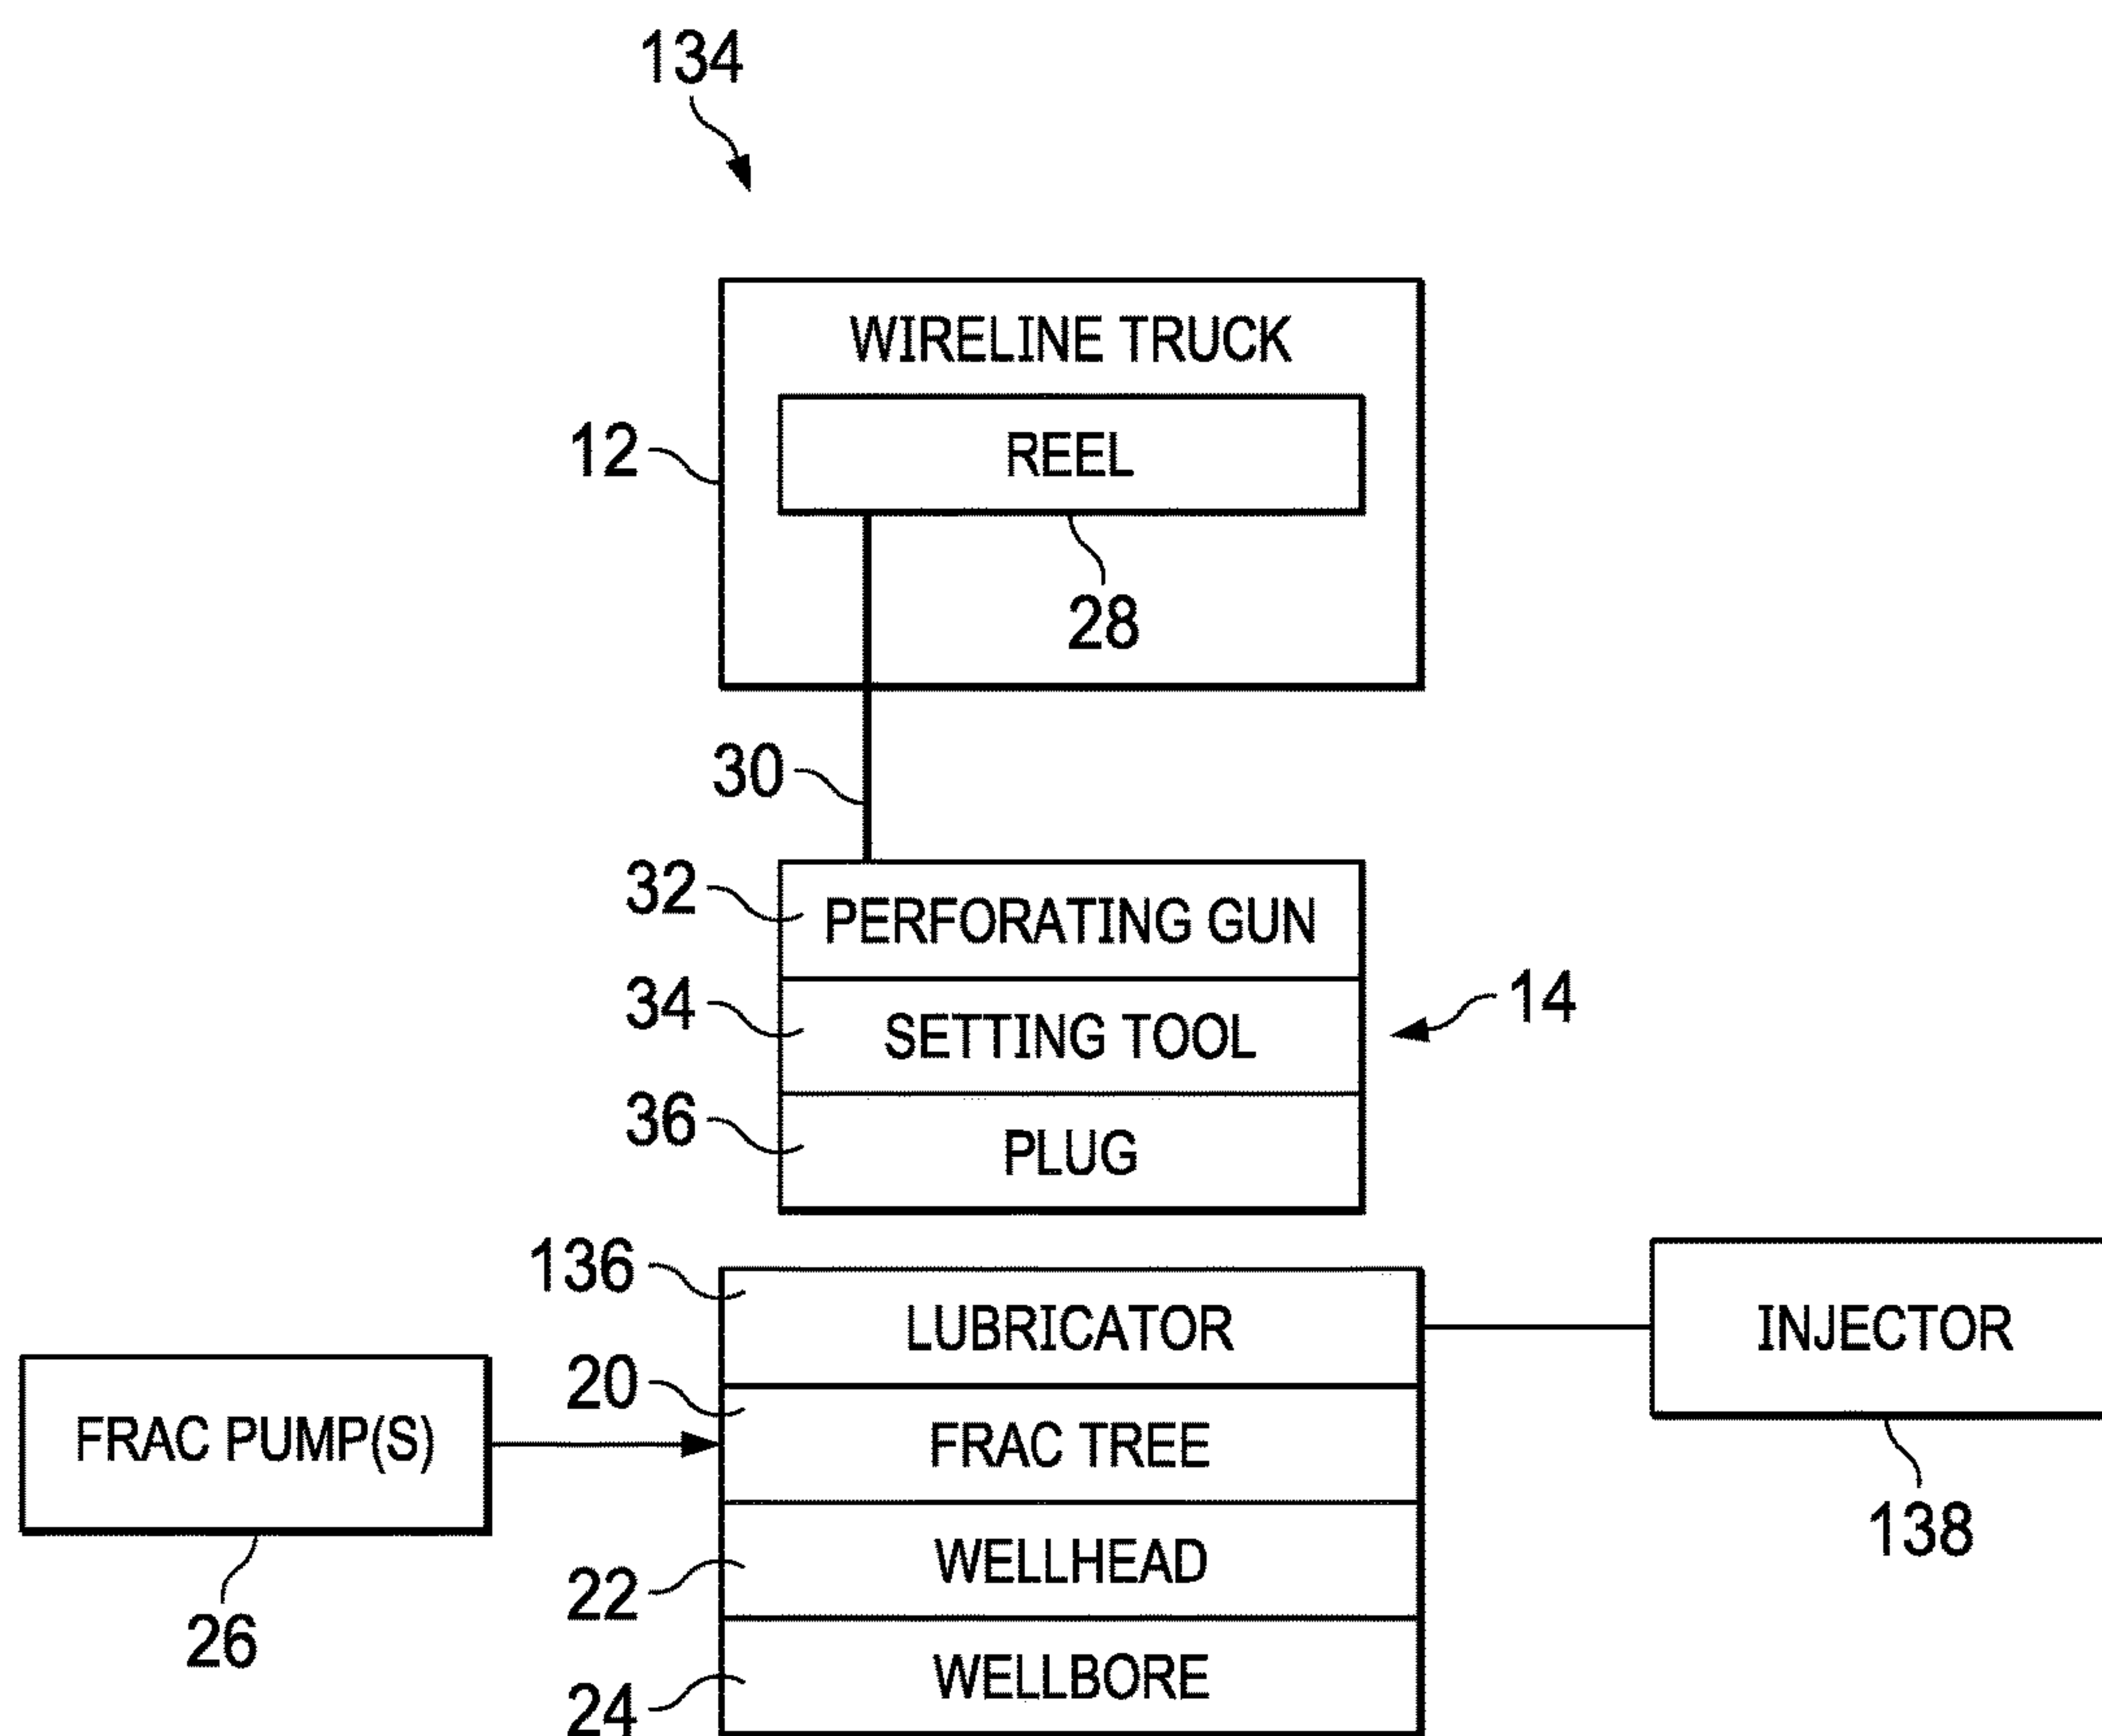 134
WIRELINE TRUCK
12
REEL
28
30
32
PERFORATING GUN
34
SETTING TOOL
14
36
PLUG
136
LUBRICATOR
INJECTOR
20
FRAC PUMP(S)
FRAC TREE
138
22
WELLHEAD
26
24
WELLBORE